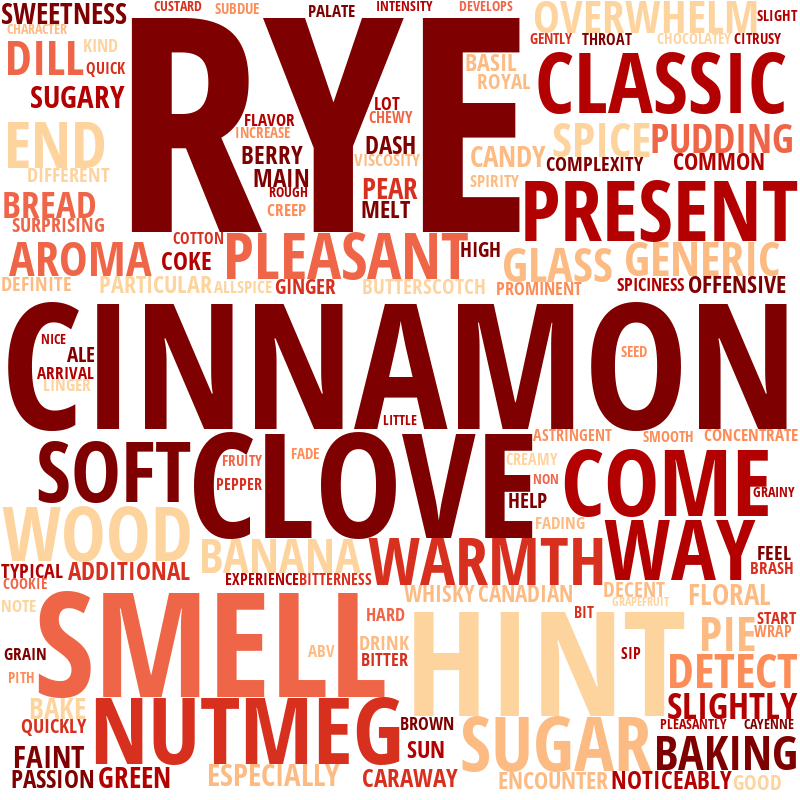 SWEETNESS
CUSTARD
SUBDUE
PALATE
INTENSITY
DEVELOPS
OVERWHELM
SLIGHT
CHARACTER
KIND
GENTLY
THROAT
CHOCOLATEY
CITRUSY
DILL
QUICK
RYE
BASIL
ROYAL
CLASSIC
SUGARY
LOT
CHEWY
FLAVOR
INCREASE
END
DIFFERENT
BERRY
DASH
VISCOSITY
CANDY
SPICE
PUDDING
COMPLEXITY
COMMON
MAIN
ROUGH
PEAR
SPIRITY
BREAD
SURPRISING
CREEP
MELT
PRESENT
AROMA
COTTON
COKE
PLEASANT
HIGH
GLASS
GENERIC
DEFINITE
PARTICULAR
ALLSPICE
GINGER
BUTTERSCOTCH
PROMINENT
SPICINESS
OFFENSIVE
CINNAMON
NICE
ALE
ARRIVAL
LINGER
SEED
LITTLE
ASTRINGENT
SMOOTH
CONCENTRATE
SOFT
CLOVE
FRUITY
FADE
PEPPER
CREAMY
NON
HELP
COME
GRAINY
WOOD
FADING
BANANA
WARMTH
WAY
FEEL
BRASH
TYPICAL
COOKIE
ADDITIONAL
EXPERIENCE
BITTERNESS
WHISKY
CANADIAN
DECENT
GRAPEFRUIT
FLORAL
NOTE
SMELL
HARD
HINT
BIT
START
WRAP
PIE
GRAIN
PITH
ABV
DRINK
BITTER
SIP
DETECT
BAKE
QUICKLY
NUTMEG
BROWN
SUN
SUGAR
SLIGHTLY
PLEASANTLY
CAYENNE
FAINT
BAKING
PASSION
GREEN
ESPECIALLY
CARAWAY
ENCOUNTER
NOTICEABLY
GOOD